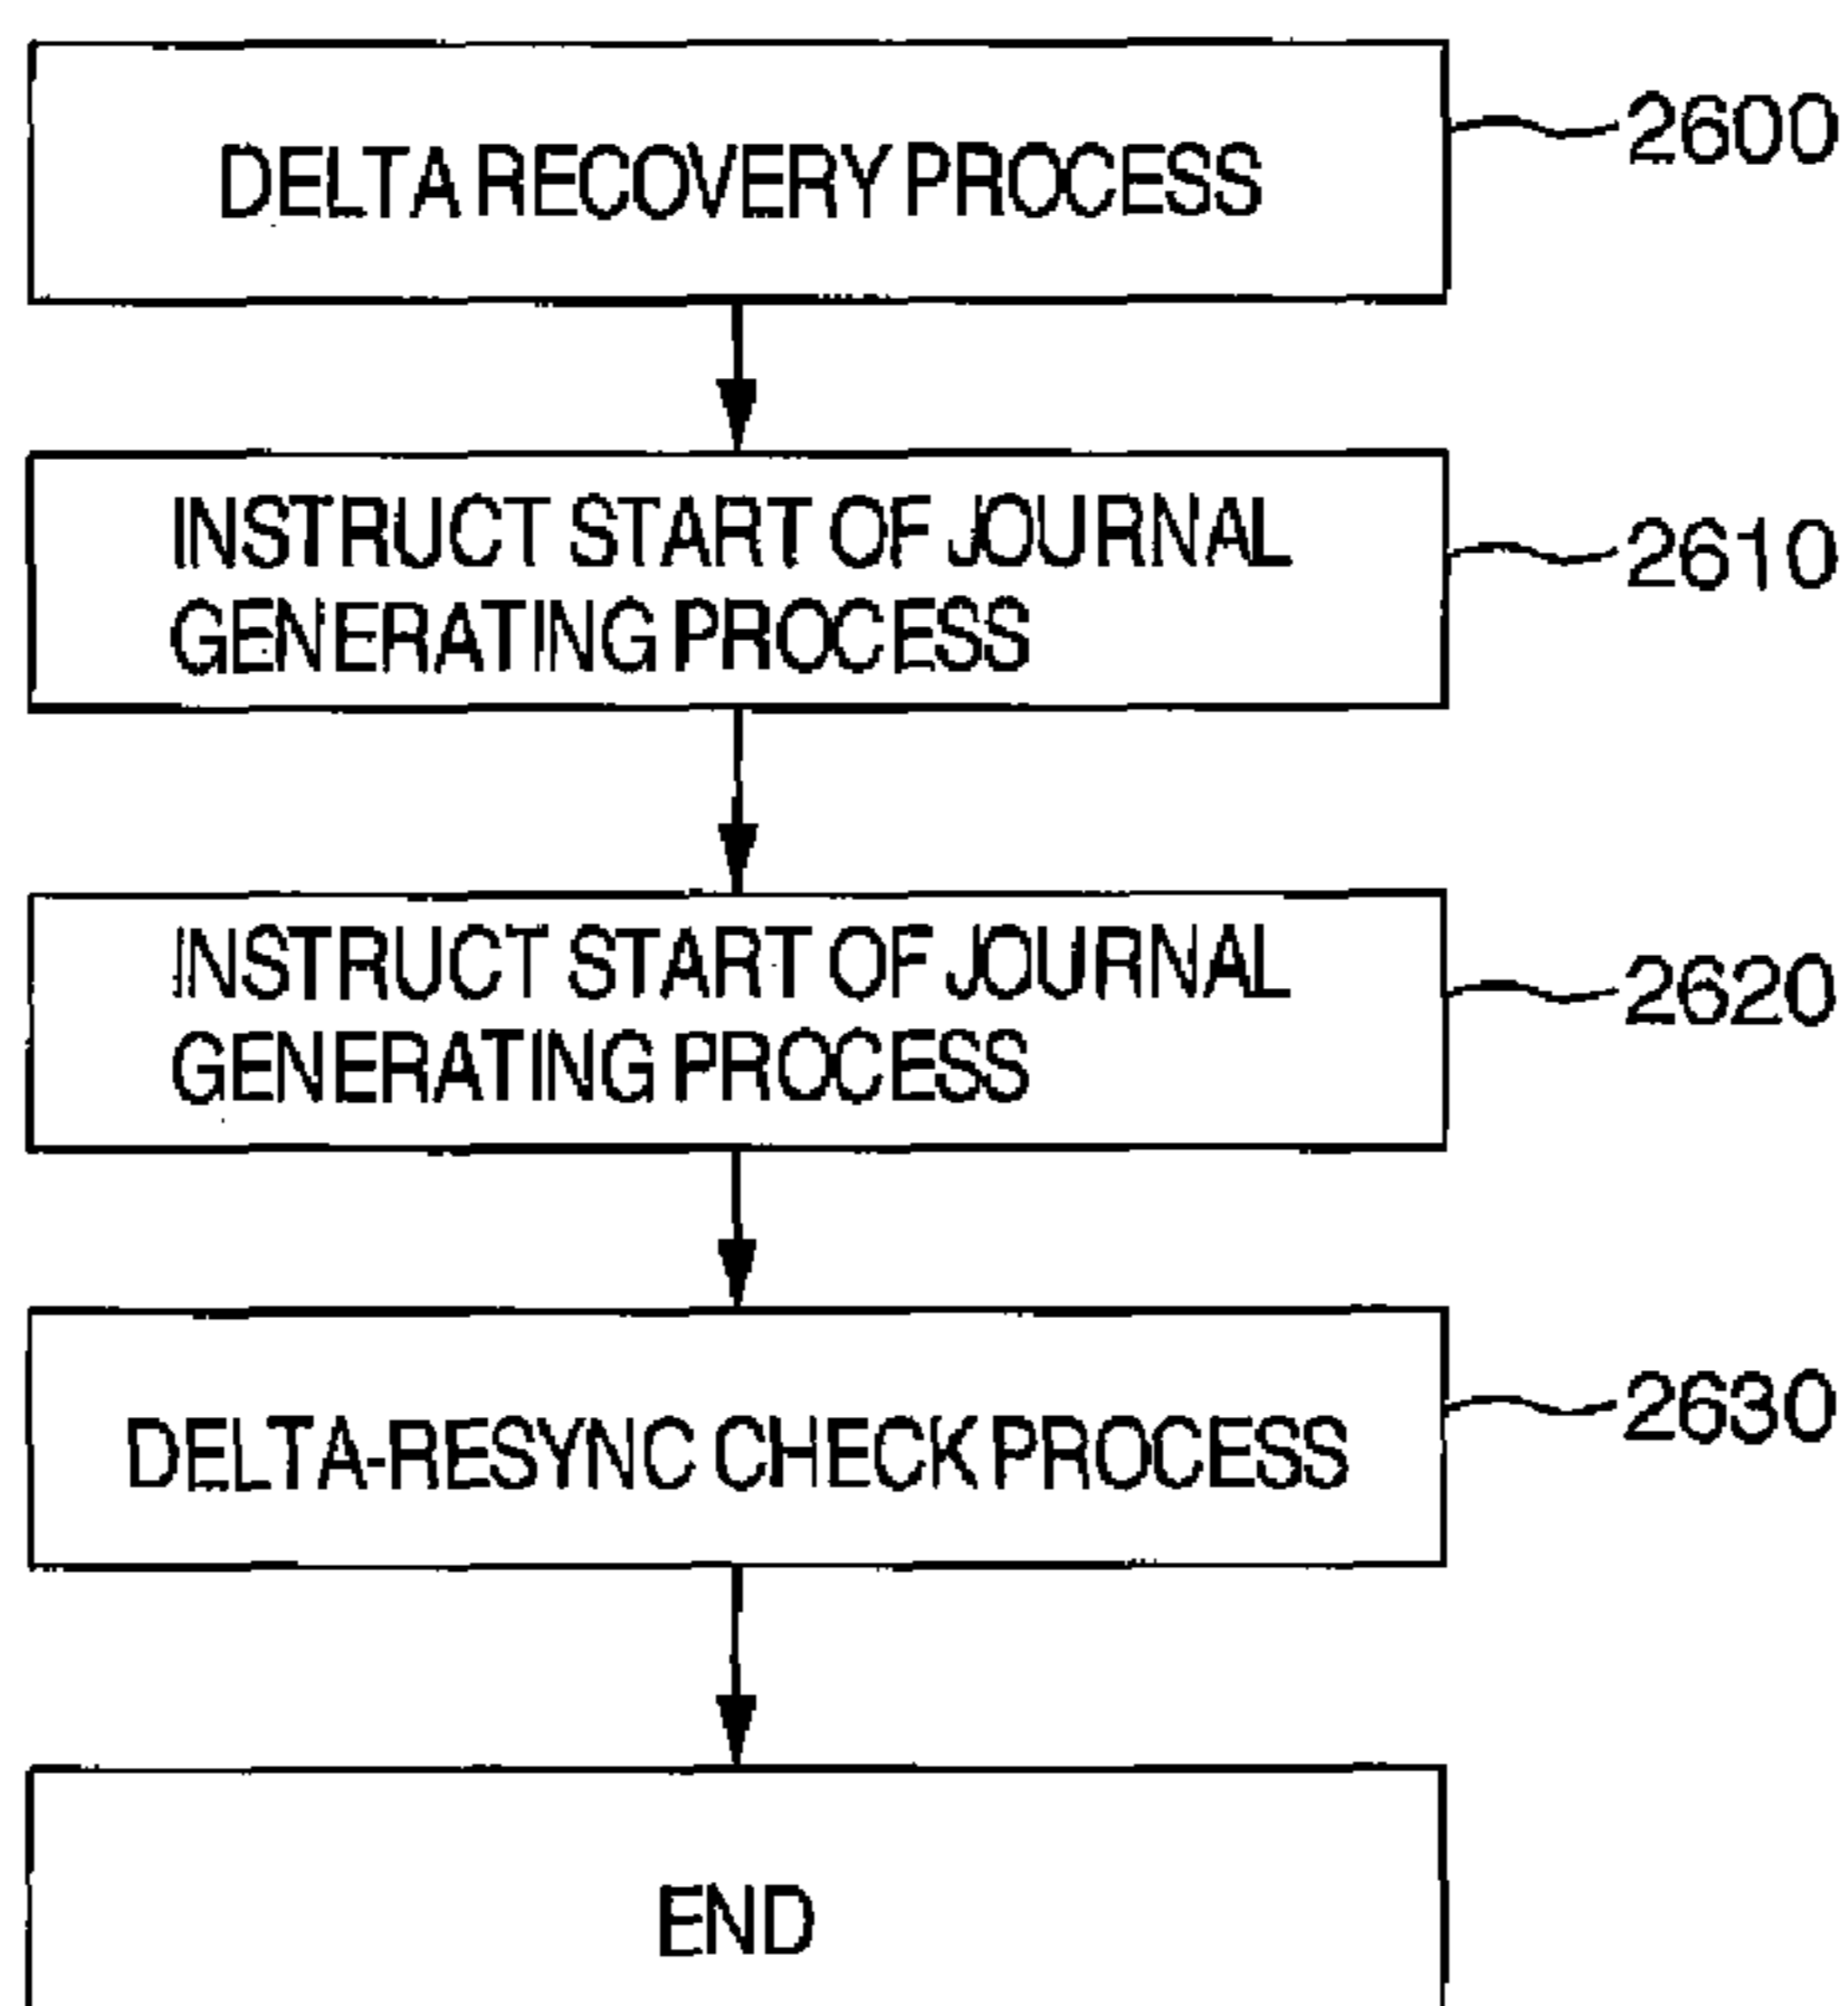 DELTA RECOVERY PROCESS
2600
INSTRUCT START OF JOURNAL
GENERATING PROCESS
2610
INSTRUCT START OF JOURNAL
GENERATING PROCESS
2620
DELTA-RESYNC CHECK PROCESS
2630
END